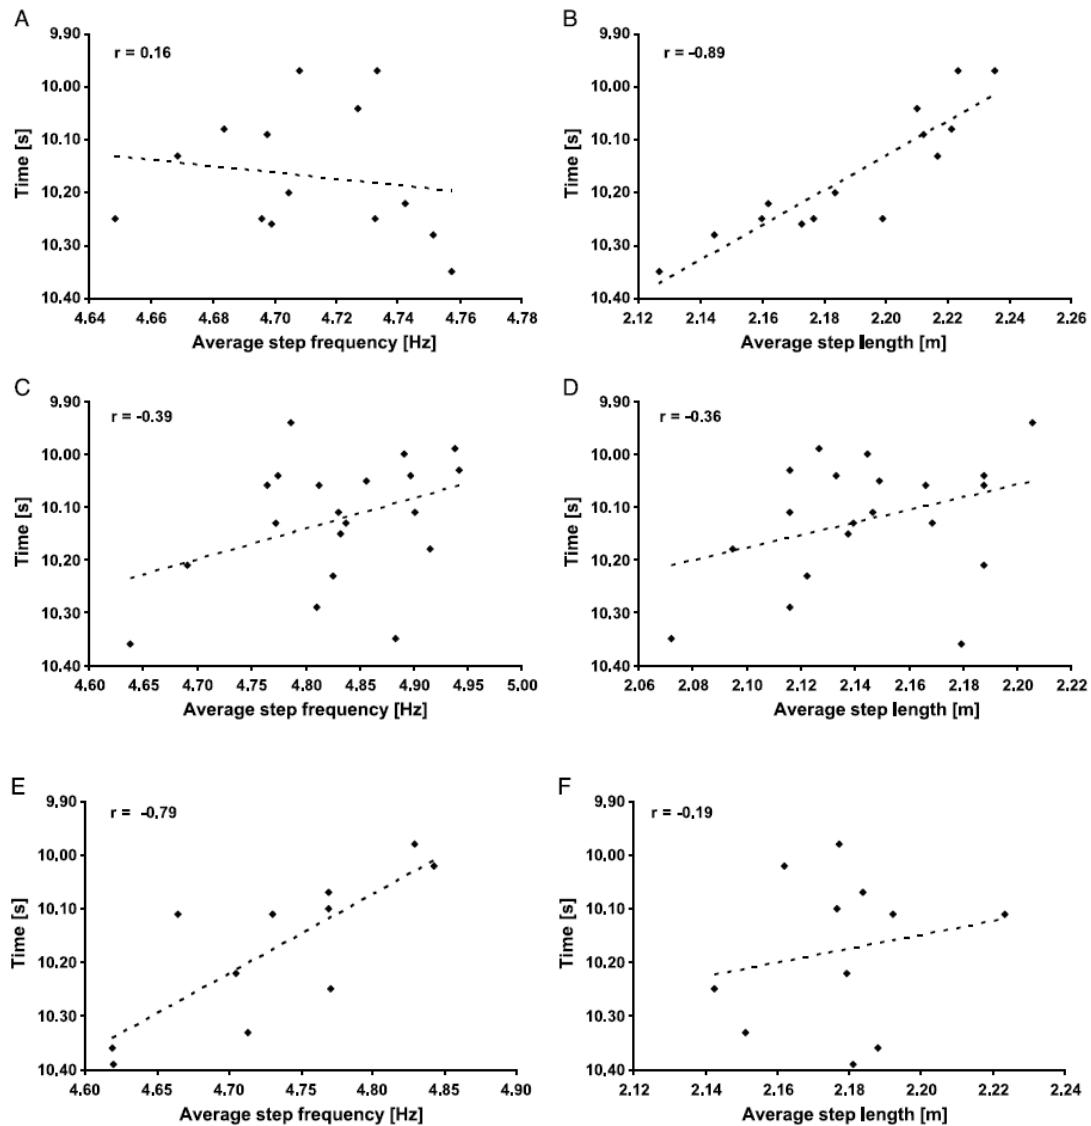 A
r = 0.16
Time [s]
9.90
10.00
10.10
10.20
10.30
10.40
4.64 4.66 4.68 4.70 4.72 4.74 4.76 4.78
Average step frequency [Hz]
B
r = -0.89
Time [s]
9.90
10.00
10.10
10.20
10.30
10.40
2.12 2.14 2.16 2.18 2.20 2.22 2.24 2.26
Average step length [m]
C
r = -0.39
Time [s]
9.90
10.00
10.10
10.20
10.30
10.40
4.60 4.65 4.70 4.75 4.80 4.85 4.90 4.95 5.00
Average step frequency [Hz]
D
r = -0.36
Time [s]
9.90
10.00
10.10
10.20
10.30
10.40
2.06 2.08 2.10 2.12 2.14 2.16 2.18 2.20 2.22
Average step length [m]
E
r = -0.79
Time [s]
9.90
10.00
10.10
10.20
10.30
10.40
4.60 4.65 4.70 4.75 4.80 4.85 4.90
Average step frequency [Hz]
F
r = -0.19
Time [s]
9.90
10.00
10.10
10.20
10.30
10.40
2.12 2.14 2.16 2.18 2.20 2.22 2.24
Average step length [m]